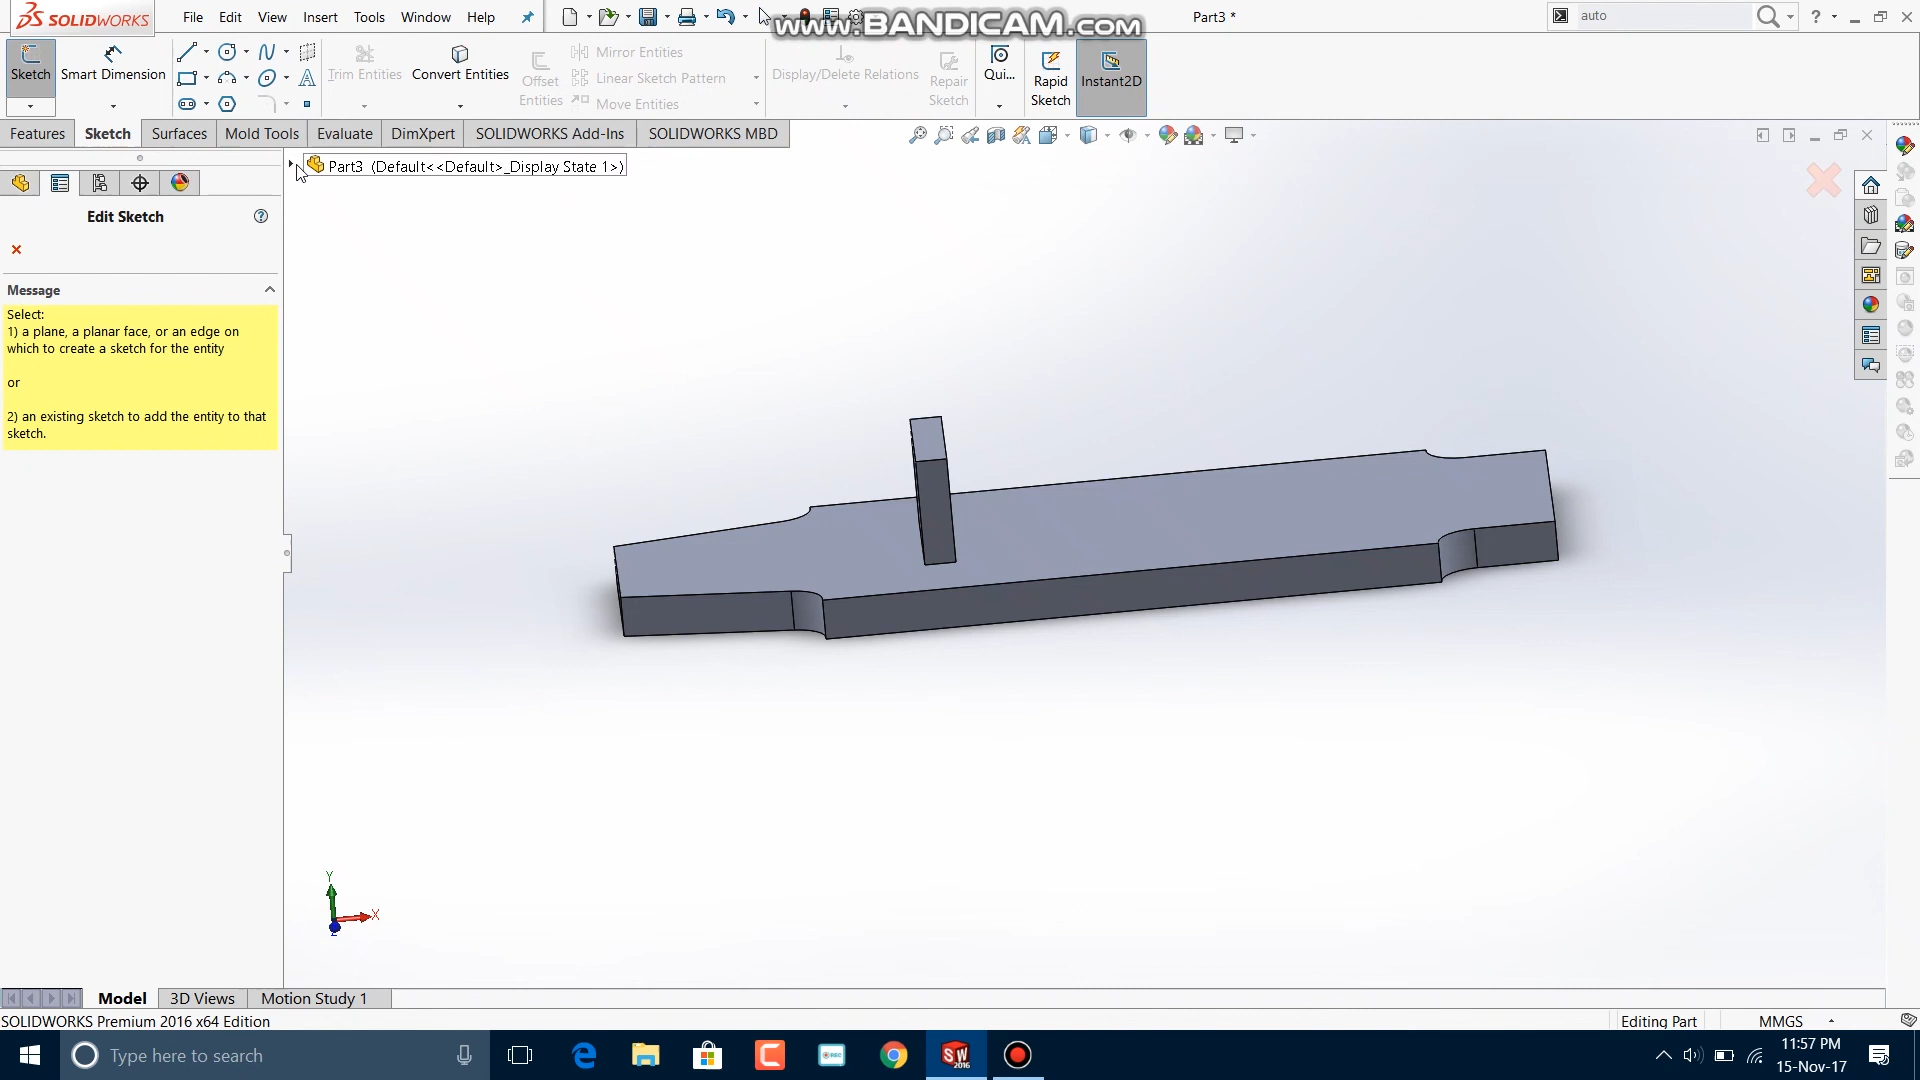 SOLIDWORKS File Edit View Insert Tools Window Help Part3 * auto
www.BANDICAM.com
Sketch Smart Dimension Trim Entities Convert Entities Offset Entities Mirror Entities Linear Sketch Pattern Move Entities Display/Delete Relations Repair Sketch Qui... Rapid Sketch Instant2D
Features Sketch Surfaces Mold Tools Evaluate DimXpert SOLIDWORKS Add-Ins SOLIDWORKS MBD
Part3 (Default<<Default>_Display State 1>)
Edit Sketch
Message
Select:
1) a plane, a planar face, or an edge on
which to create a sketch for the entity
or
2) an existing sketch to add the entity to that
sketch.
Y
X
Z
Model 3D Views Motion Study 1
SOLIDWORKS Premium 2016 x64 Edition Editing Part MMGS
Type here to search REC SW 2016 11:57 PM
15-Nov-17